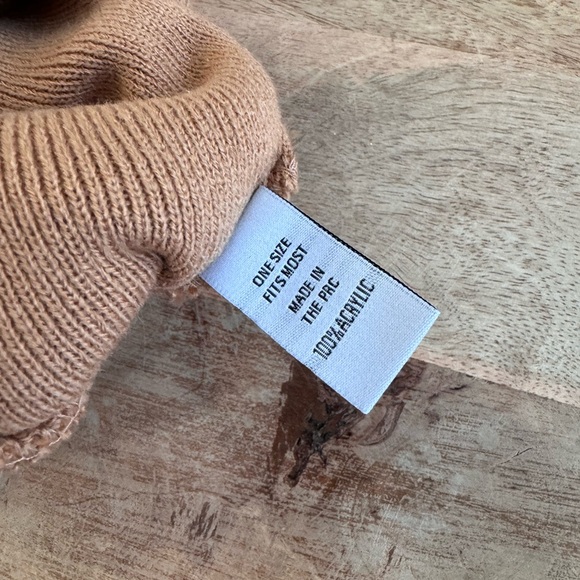 ONE SIZE
FITS MOST
MADE IN
THE PRC
100%ACRYLIC